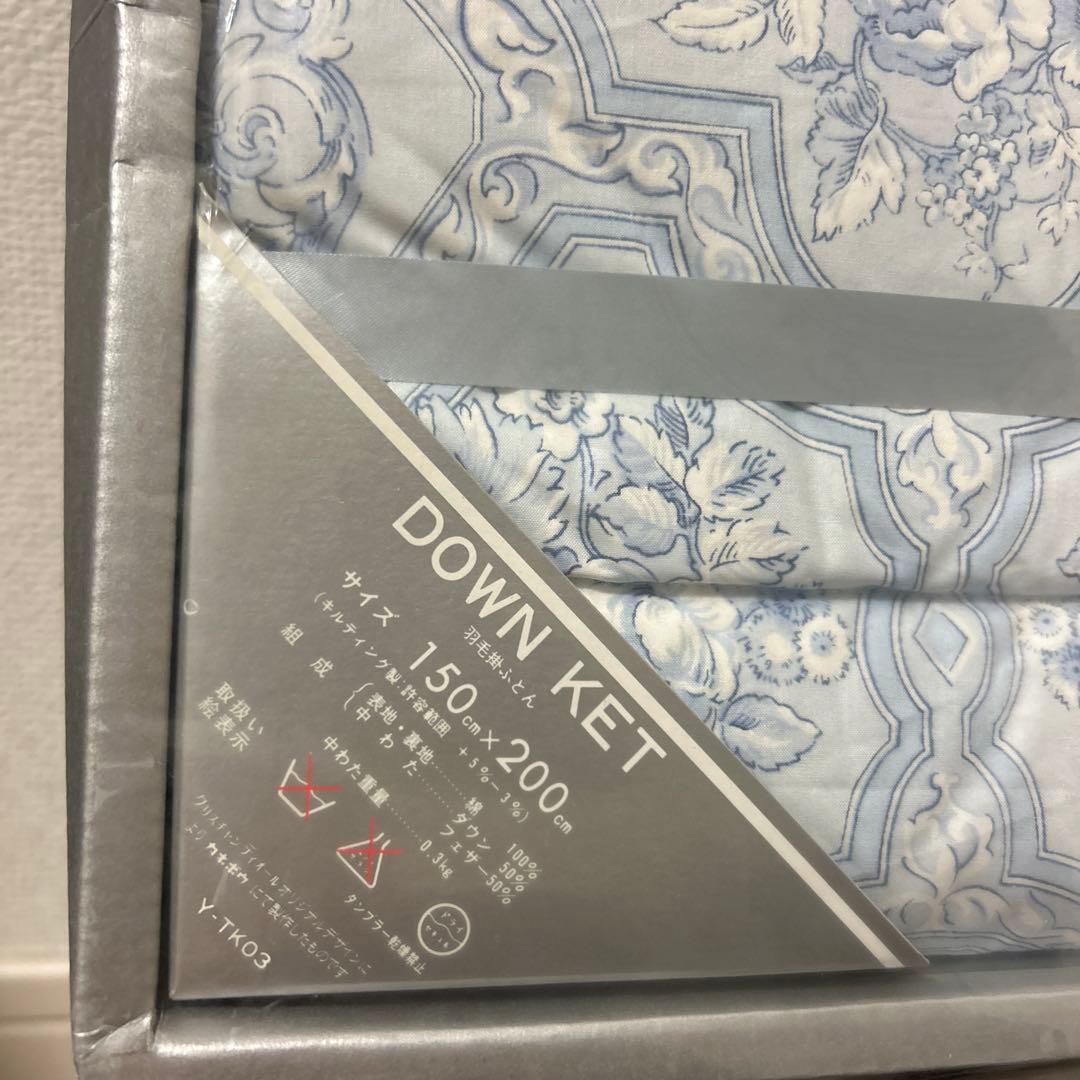 DOWN KET
羽毛掛ふとん
サイズ 150cm×200cm
(キルティング製:許容範囲 +5%-3%)
組成 表地・裏地………綿 100%
中わた………ダウン 50%
フェザー50%
中わた重量………0.3kg
取扱い
絵表示
タンブラー乾燥禁止
ドライ
クリスチャンディオールオリジナルデザインに
より カネボウ にて製作したものです
Y-TK03